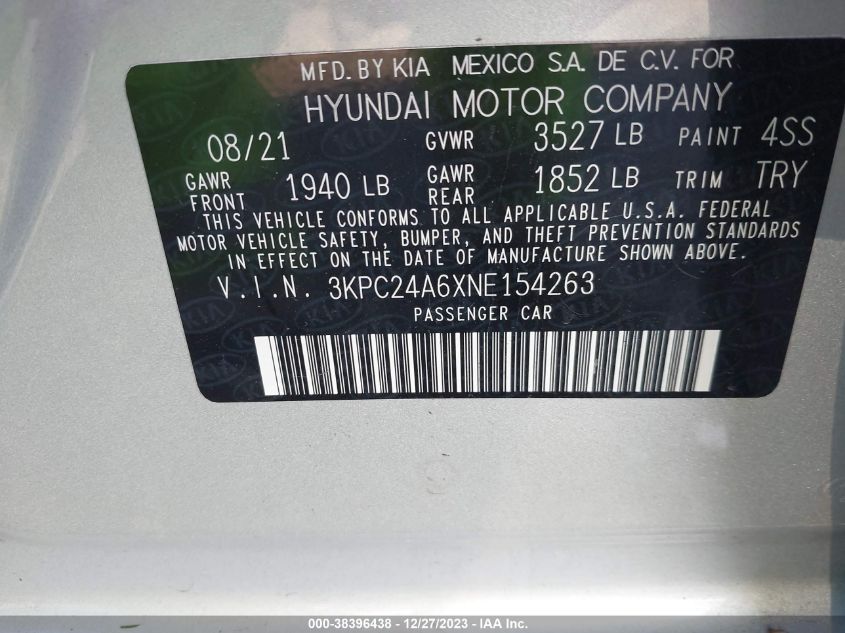 MFD. BY KIA MEXICO S.A. DE C.V. FOR
HYUNDAI MOTOR COMPANY
08/21 GVWR 3527 LB PAINT 4SS
GAWR FRONT 1940 LB GAWR REAR 1852 LB TRIM TRY
THIS VEHICLE CONFORMS TO ALL APPLICABLE U.S.A. FEDERAL
MOTOR VEHICLE SAFETY, BUMPER, AND THEFT PREVENTION STANDARDS
IN EFFECT ON THE DATE OF MANUFACTURE SHOWN ABOVE.
V.I.N. 3KPC24A6XNE154263
PASSENGER CAR
000-38396438 - 12/27/2023 - IAA Inc.